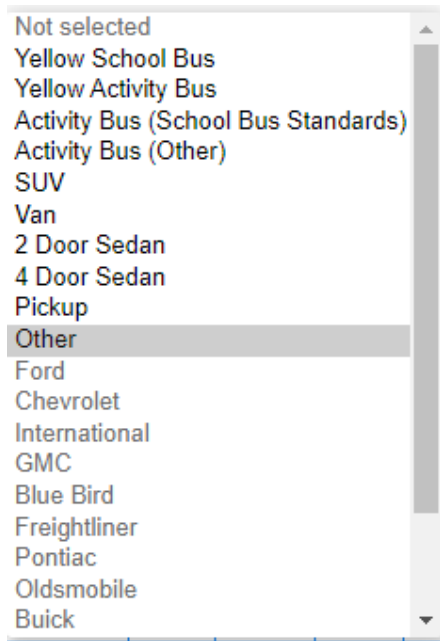 Not selected
Yellow School Bus
Yellow Activity Bus
Activity Bus (School Bus Standards)
Activity Bus (Other)
SUV
Van
2 Door Sedan
4 Door Sedan
Pickup
Other
Ford
Chevrolet
International
GMC
Blue Bird
Freightliner
Pontiac
Oldsmobile
Buick